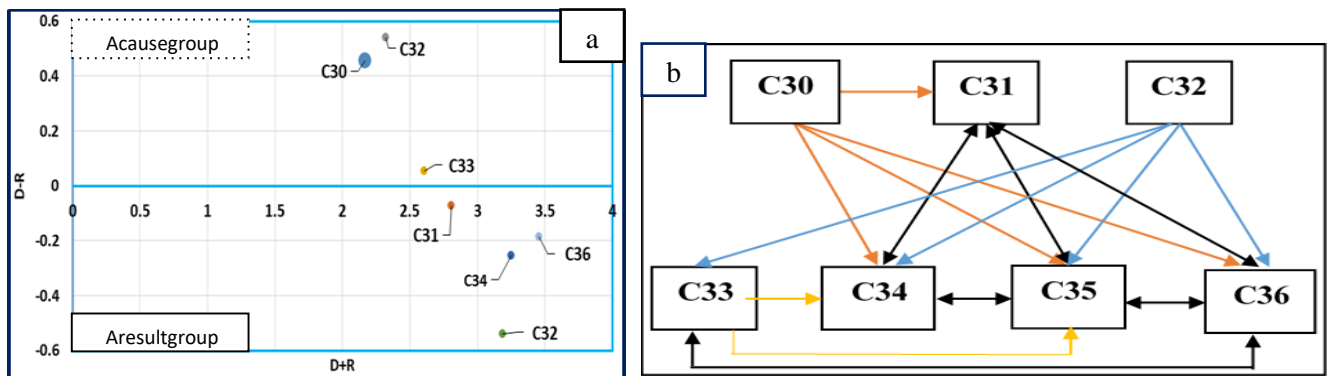 0.6
Acausegroup
a
C32
C30
0.4
0.2
C33
0
0 0.5 1 1.5 2 2.5 3 3.5 4
D-R
C31
C36
-0.2
C34
-0.4
Aresultgroup
C32
-0.6
D+R
b
C30 C31 C32
C33 C34 C35 C36